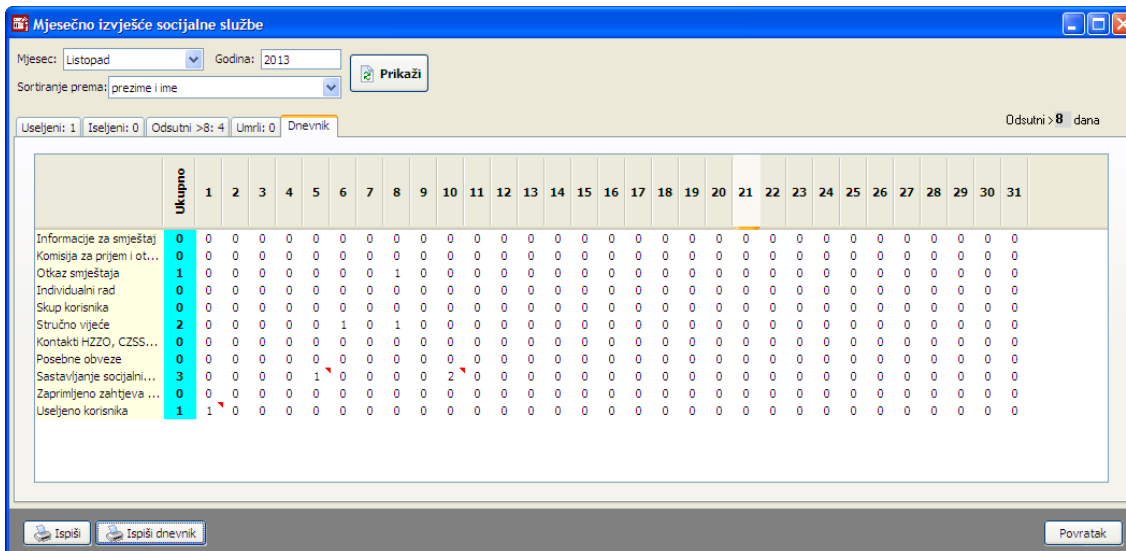 Mjesečno izvješće socijalne službe
Mjesec: Listopad Godina: 2013
Prikaži
Sortiranje prema: prezime i ime
Useljeni: 1 Iseljeni: 0 Odsutni >8: 4 Umrli: 0 Dnevnik
Odsutni > 8 dana
Ukupno 1 2 3 4 5 6 7 8 9 10 11 12 13 14 15 16 17 18 19 20 21 22 23 24 25 26 27 28 29 30 31
Informacije za smještaj 0 0 0 0 0 0 0 0 0 0 0 0 0 0 0 0 0 0 0 0 0 0 0 0 0 0 0 0 0 0 0 0
Komisija za prijem i ot... 0 0 0 0 0 0 0 0 0 0 0 0 0 0 0 0 0 0 0 0 0 0 0 0 0 0 0 0 0 0 0 0
Otkaz smještaja 1 0 0 0 0 0 0 0 1 0 0 0 0 0 0 0 0 0 0 0 0 0 0 0 0 0 0 0 0 0 0 0
Individualni rad 0 0 0 0 0 0 0 0 0 0 0 0 0 0 0 0 0 0 0 0 0 0 0 0 0 0 0 0 0 0 0 0
Skup korisnika 0 0 0 0 0 0 0 0 0 0 0 0 0 0 0 0 0 0 0 0 0 0 0 0 0 0 0 0 0 0 0 0
Stručno vijeće 2 0 0 0 0 0 1 0 1 0 0 0 0 0 0 0 0 0 0 0 0 0 0 0 0 0 0 0 0 0 0 0
Kontakti HZZO, CZSS... 0 0 0 0 0 0 0 0 0 0 0 0 0 0 0 0 0 0 0 0 0 0 0 0 0 0 0 0 0 0 0 0
Posebne obveze 0 0 0 0 0 0 0 0 0 0 0 0 0 0 0 0 0 0 0 0 0 0 0 0 0 0 0 0 0 0 0 0
Sastavljanje socijalni... 3 0 0 0 0 1 0 0 0 0 2 0 0 0 0 0 0 0 0 0 0 0 0 0 0 0 0 0 0 0 0 0
Zaprimljeno zahtjeva ... 0 0 0 0 0 0 0 0 0 0 0 0 0 0 0 0 0 0 0 0 0 0 0 0 0 0 0 0 0 0 0 0
Useljeno korisnika 1 1 0 0 0 0 0 0 0 0 0 0 0 0 0 0 0 0 0 0 0 0 0 0 0 0 0 0 0 0 0 0
Ispiši Ispiši dnevnik Povratak